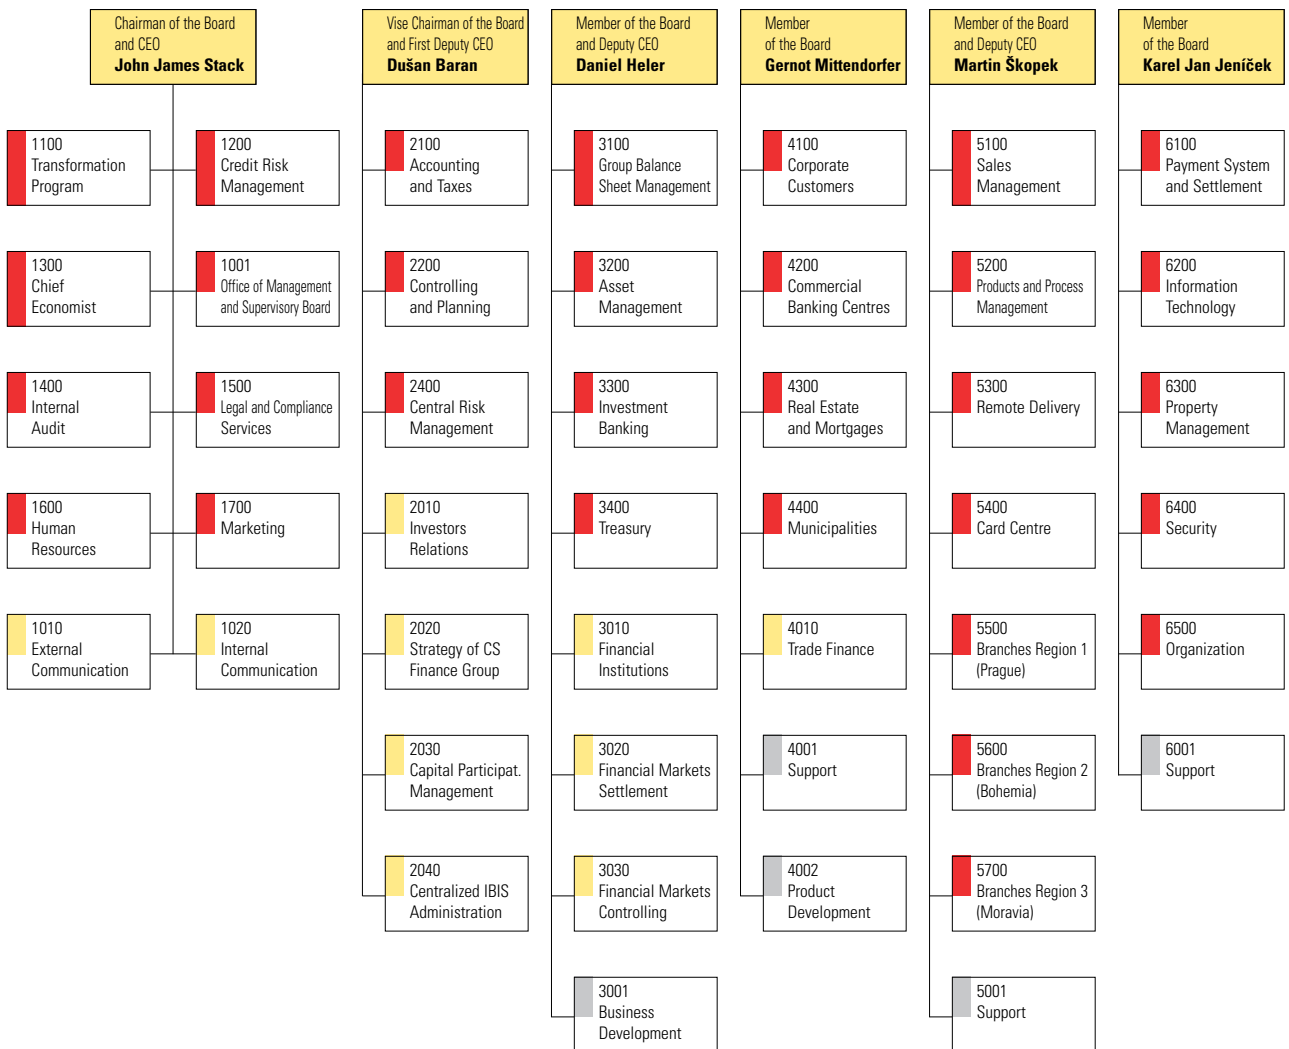 Chairman of the Board
and CEO
John James Stack
Vise Chairman of the Board
and First Deputy CEO
Dušan Baran
Member of the Board
and Deputy CEO
Daniel Heler
Member
of the Board
Gernot Mittendorfer
Member of the Board
and Deputy CEO
Martin Škopek
Member
of the Board
Karel Jan Jeníček
1100
Transformation
Program
1200
Credit Risk
Management
2100
Accounting
and Taxes
3100
Group Balance
Sheet Management
4100
Corporate
Customers
5100
Sales
Management
6100
Payment System
and Settlement
1300
Chief
Economist
1001
Office of Management
and Supervisory Board
2200
Controlling
and Planning
3200
Asset
Management
4200
Commercial
Banking Centres
5200
Products and Process
Management
6200
Information
Technology
1400
Internal
Audit
1500
Legal and Compliance
Services
2400
Central Risk
Management
3300
Investment
Banking
4300
Real Estate
and Mortgages
5300
Remote Delivery
6300
Property
Management
1600
Human
Resources
1700
Marketing
2010
Investors
Relations
3400
Treasury
4400
Municipalities
5400
Card Centre
6400
Security
1010
External
Communication
1020
Internal
Communication
2020
Strategy of CS
Finance Group
3010
Financial
Institutions
4010
Trade Finance
5500
Branches Region 1
(Prague)
6500
Organization
2030
Capital Participat.
Management
3020
Financial Markets
Settlement
4001
Support
5600
Branches Region 2
(Bohemia)
6001
Support
2040
Centralized IBIS
Administration
3030
Financial Markets
Controlling
4002
Product
Development
5700
Branches Region 3
(Moravia)
3001
Business
Development
5001
Support